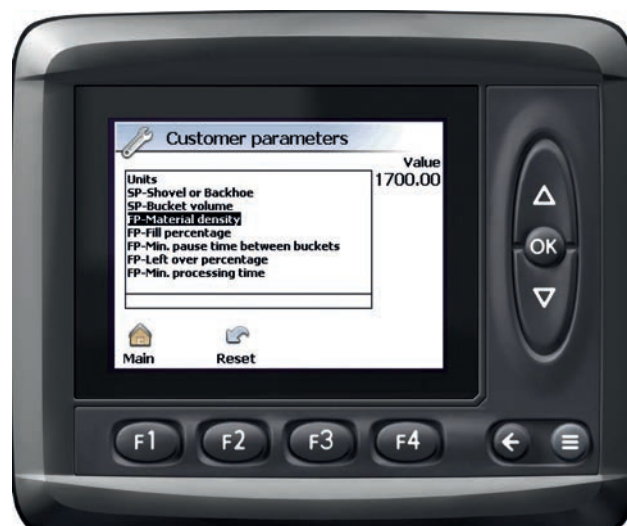 Customer parameters
Value
1700.00
Units
SP-Shovel or Backhoe
SP-Bucket volume
FP-Material density
FP-Fill percentage
FP-Min. pause time between buckets
FP-Left over percentage
FP-Min. processing time
Main Reset
OK
F1 F2 F3 F4